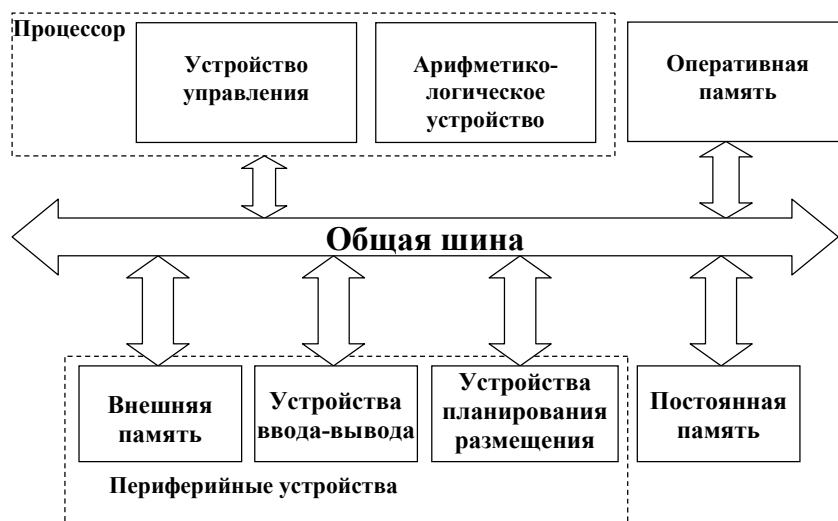 Процессор
Устройство
управления
Арифметико-
логическое
устройство
Оперативная
память
Общая шина
Внешняя
память
Устройства
ввода-вывода
Устройства
планирования
размещения
Постоянная
память
Периферийные устройства